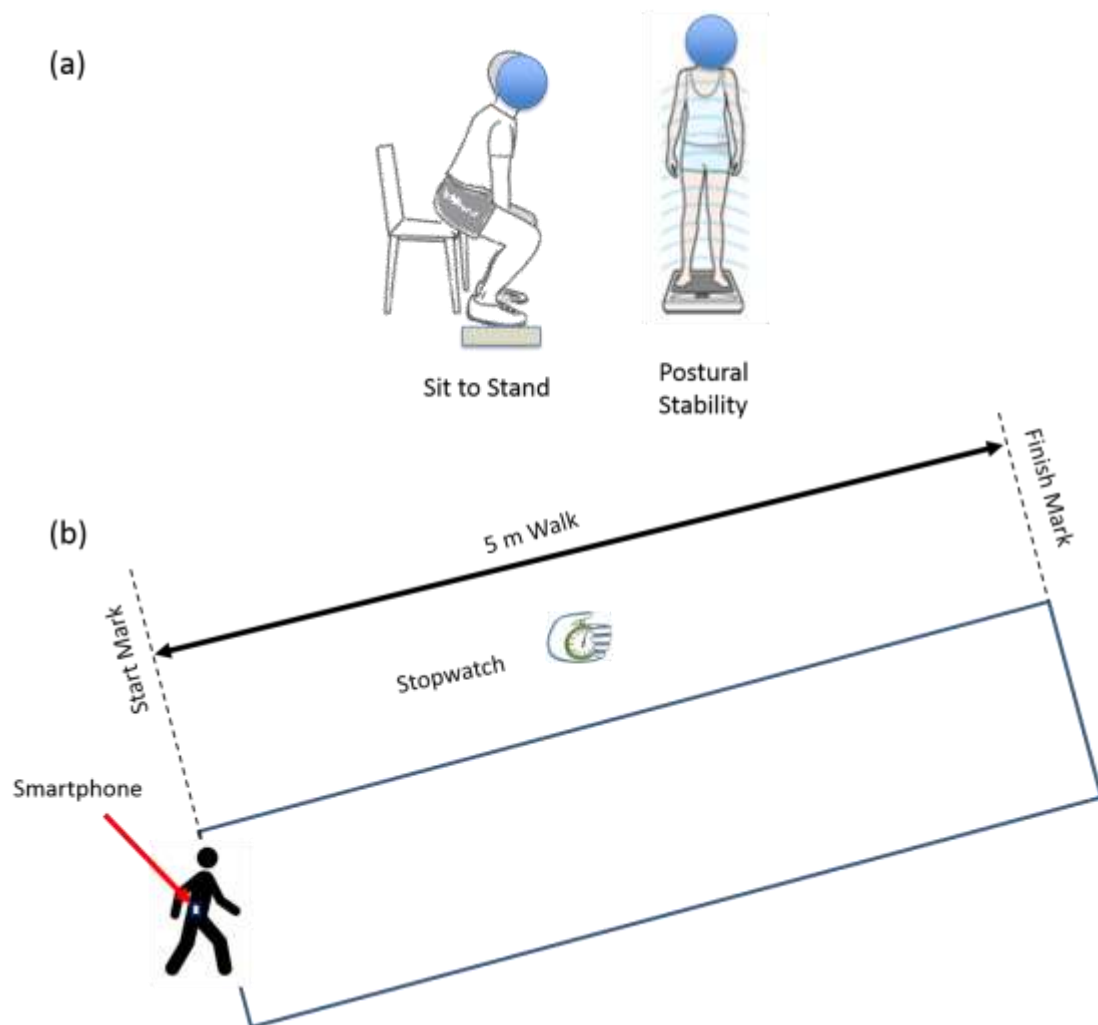 (a)
Sit to Stand
Postural
Stability
(b)
5 m Walk
Start Mark
Finish Mark
Stopwatch
Smartphone